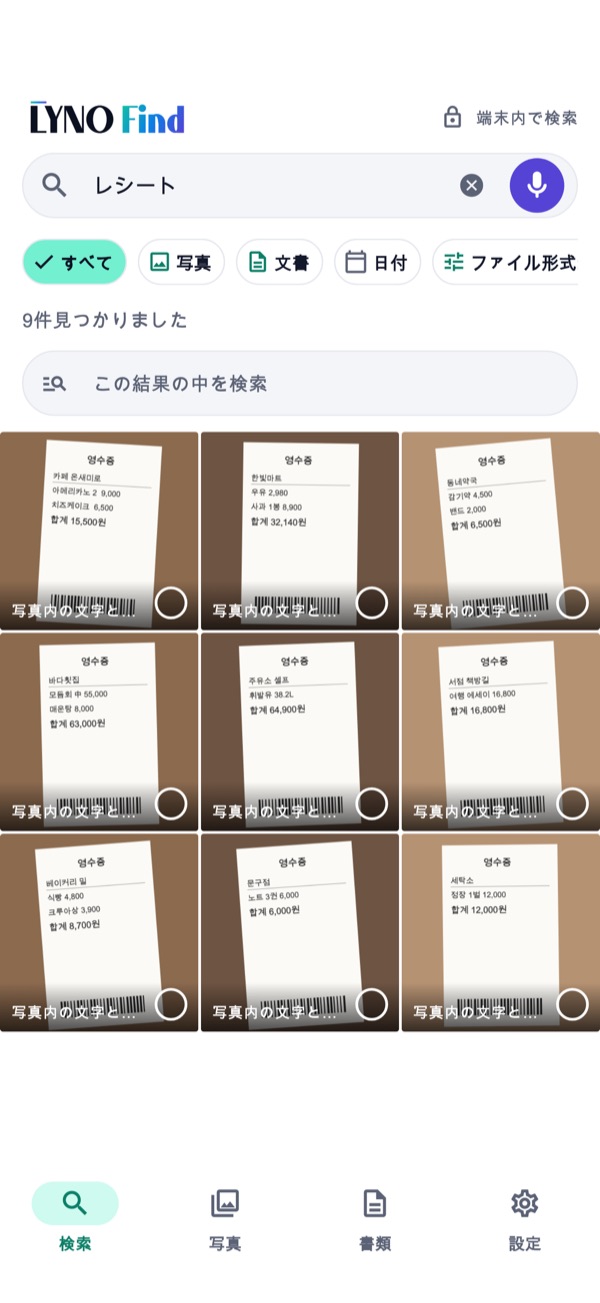 LYNO Find
端末内で検索
レシート
すべて
写真
文書
日付
ファイル形式
9件見つかりました
この結果の中を検索
영수증
카페 온새미로
아메리카노 2 9,000
치즈케이크 6,500
합계 15,500원
写真内の文字と…
영수증
한빛마트
우유 2,980
사과 1봉 8,900
합계 32,140원
写真内の文字と…
영수증
동네약국
감기약 4,500
밴드 2,000
합계 6,500원
写真内の文字と…
영수증
바다횟집
모둠회 中 55,000
매운탕 8,000
합계 63,000원
写真内の文字と…
영수증
주유소 셀프
휘발유 38.2L
합계 64,900원
写真内の文字と…
영수증
서점 책방길
여행 에세이 16,800
합계 16,800원
写真内の文字と…
영수증
베이커리 밀
식빵 4,800
크루아상 3,900
합계 8,700원
写真内の文字と…
영수증
문구점
노트 3권 6,000
합계 6,000원
写真内の文字と…
영수증
세탁소
정장 1벌 12,000
합계 12,000원
写真内の文字と…
検索
写真
書類
設定